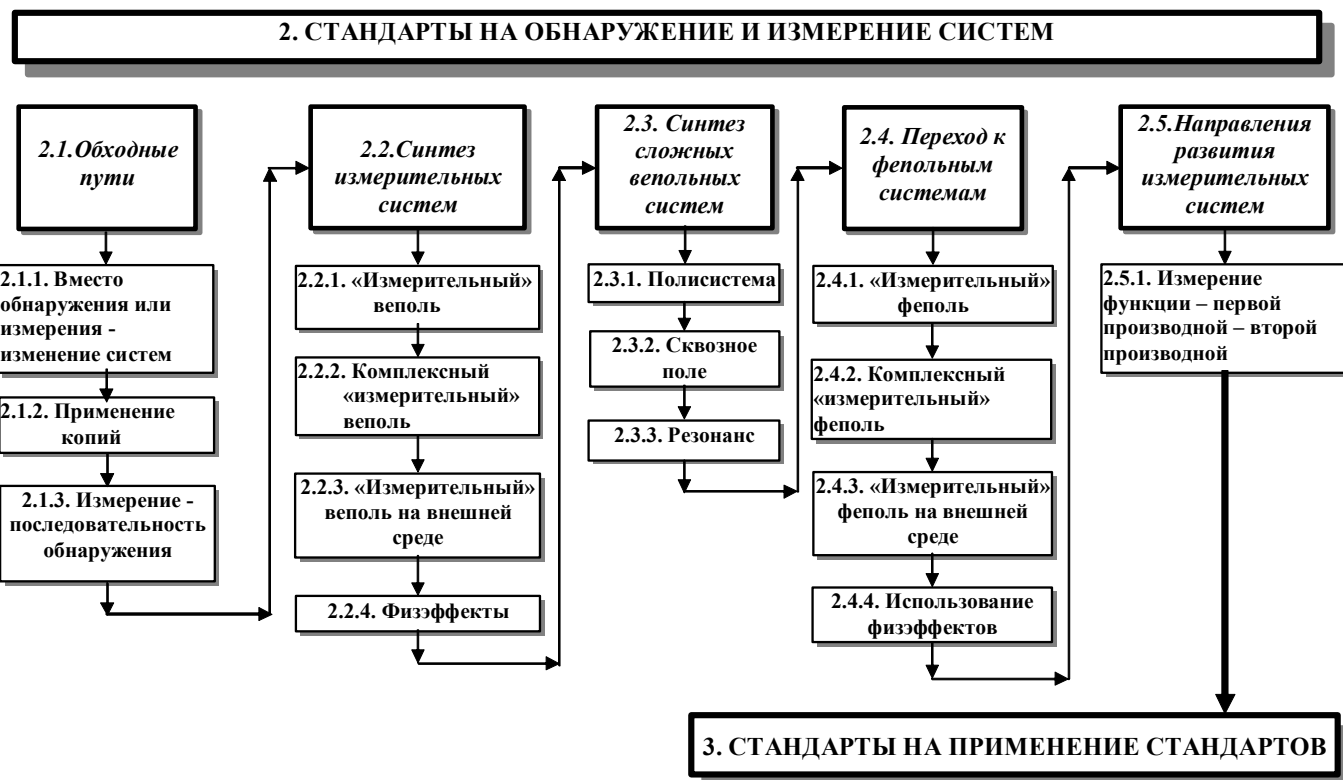 2. СТАНДАРТЫ НА ОБНАРУЖЕНИЕ И ИЗМЕРЕНИЕ СИСТЕМ
2.1.Обходные
пути
2.1.1. Вместо
обнаружения или
измерения -
изменение систем
2.1.2. Применение
копий
2.1.3. Измерение -
последовательность
обнаружения
2.2.Синтез
измерительных
систем
2.2.1. «Измерительный»
веполь
2.2.2. Комплексный
«измерительный»
веполь
2.2.3. «Измерительный»
веполь на внешней
среде
2.2.4. Физэффекты
2.3. Синтез
сложных
вепольных
систем
2.3.1. Полисистема
2.3.2. Сквозное
поле
2.3.3. Резонанс
2.4. Переход к
фепольным
системам
2.4.1. «Измерительный»
феполь
2.4.2. Комплексный
«измерительный»
феполь
2.4.3. «Измерительный»
феполь на внешней
среде
2.4.4. Использование
физэффектов
2.5.Направления
развития
измерительных
систем
2.5.1. Измерение
функции – первой
производной – второй
производной
3. СТАНДАРТЫ НА ПРИМЕНЕНИЕ СТАНДАРТОВ